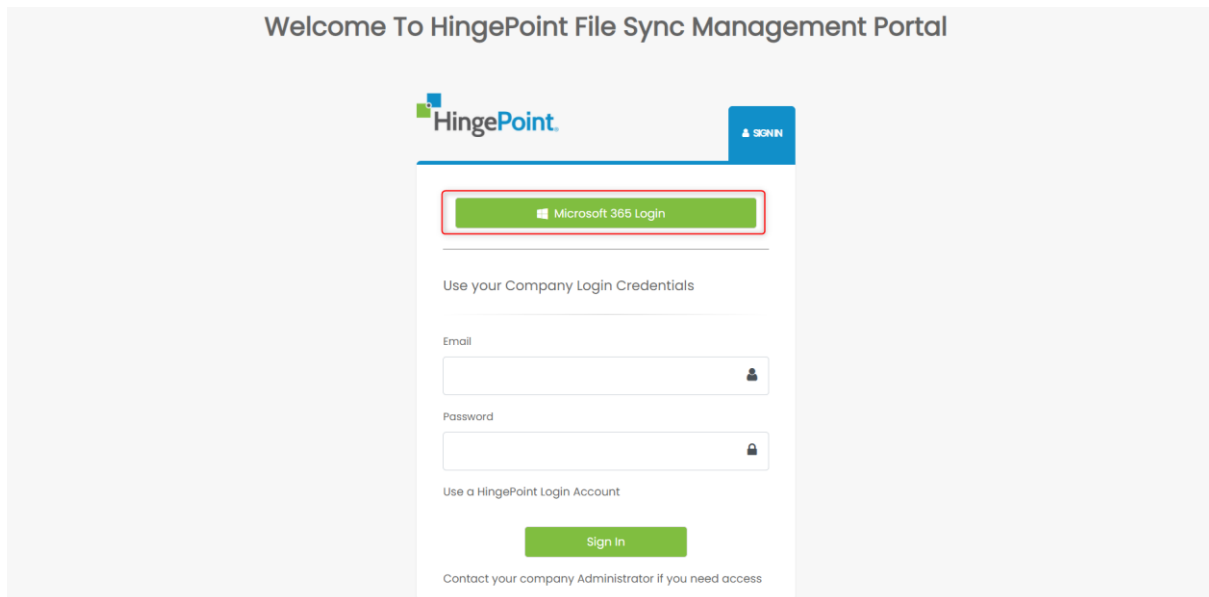 Welcome To HingePoint File Sync Management Portal
HingePoint.
SIGN IN
Microsoft 365 Login
Use your Company Login Credentials
Email
Password
Use a HingePoint Login Account
Sign In
Contact your company Administrator if you need access